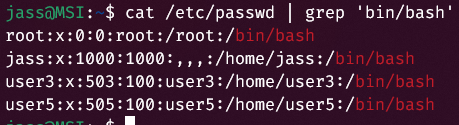 jass@MSI:~$ cat /etc/passwd | grep 'bin/bash'
root:x:0:0:root:/root:/bin/bash
jass:x:1000:1000:,,,:/home/jass:/bin/bash
user3:x:503:100:user3:/home/user3:/bin/bash
user5:x:505:100:user5:/home/user5:/bin/bash
jass@MSI:~$